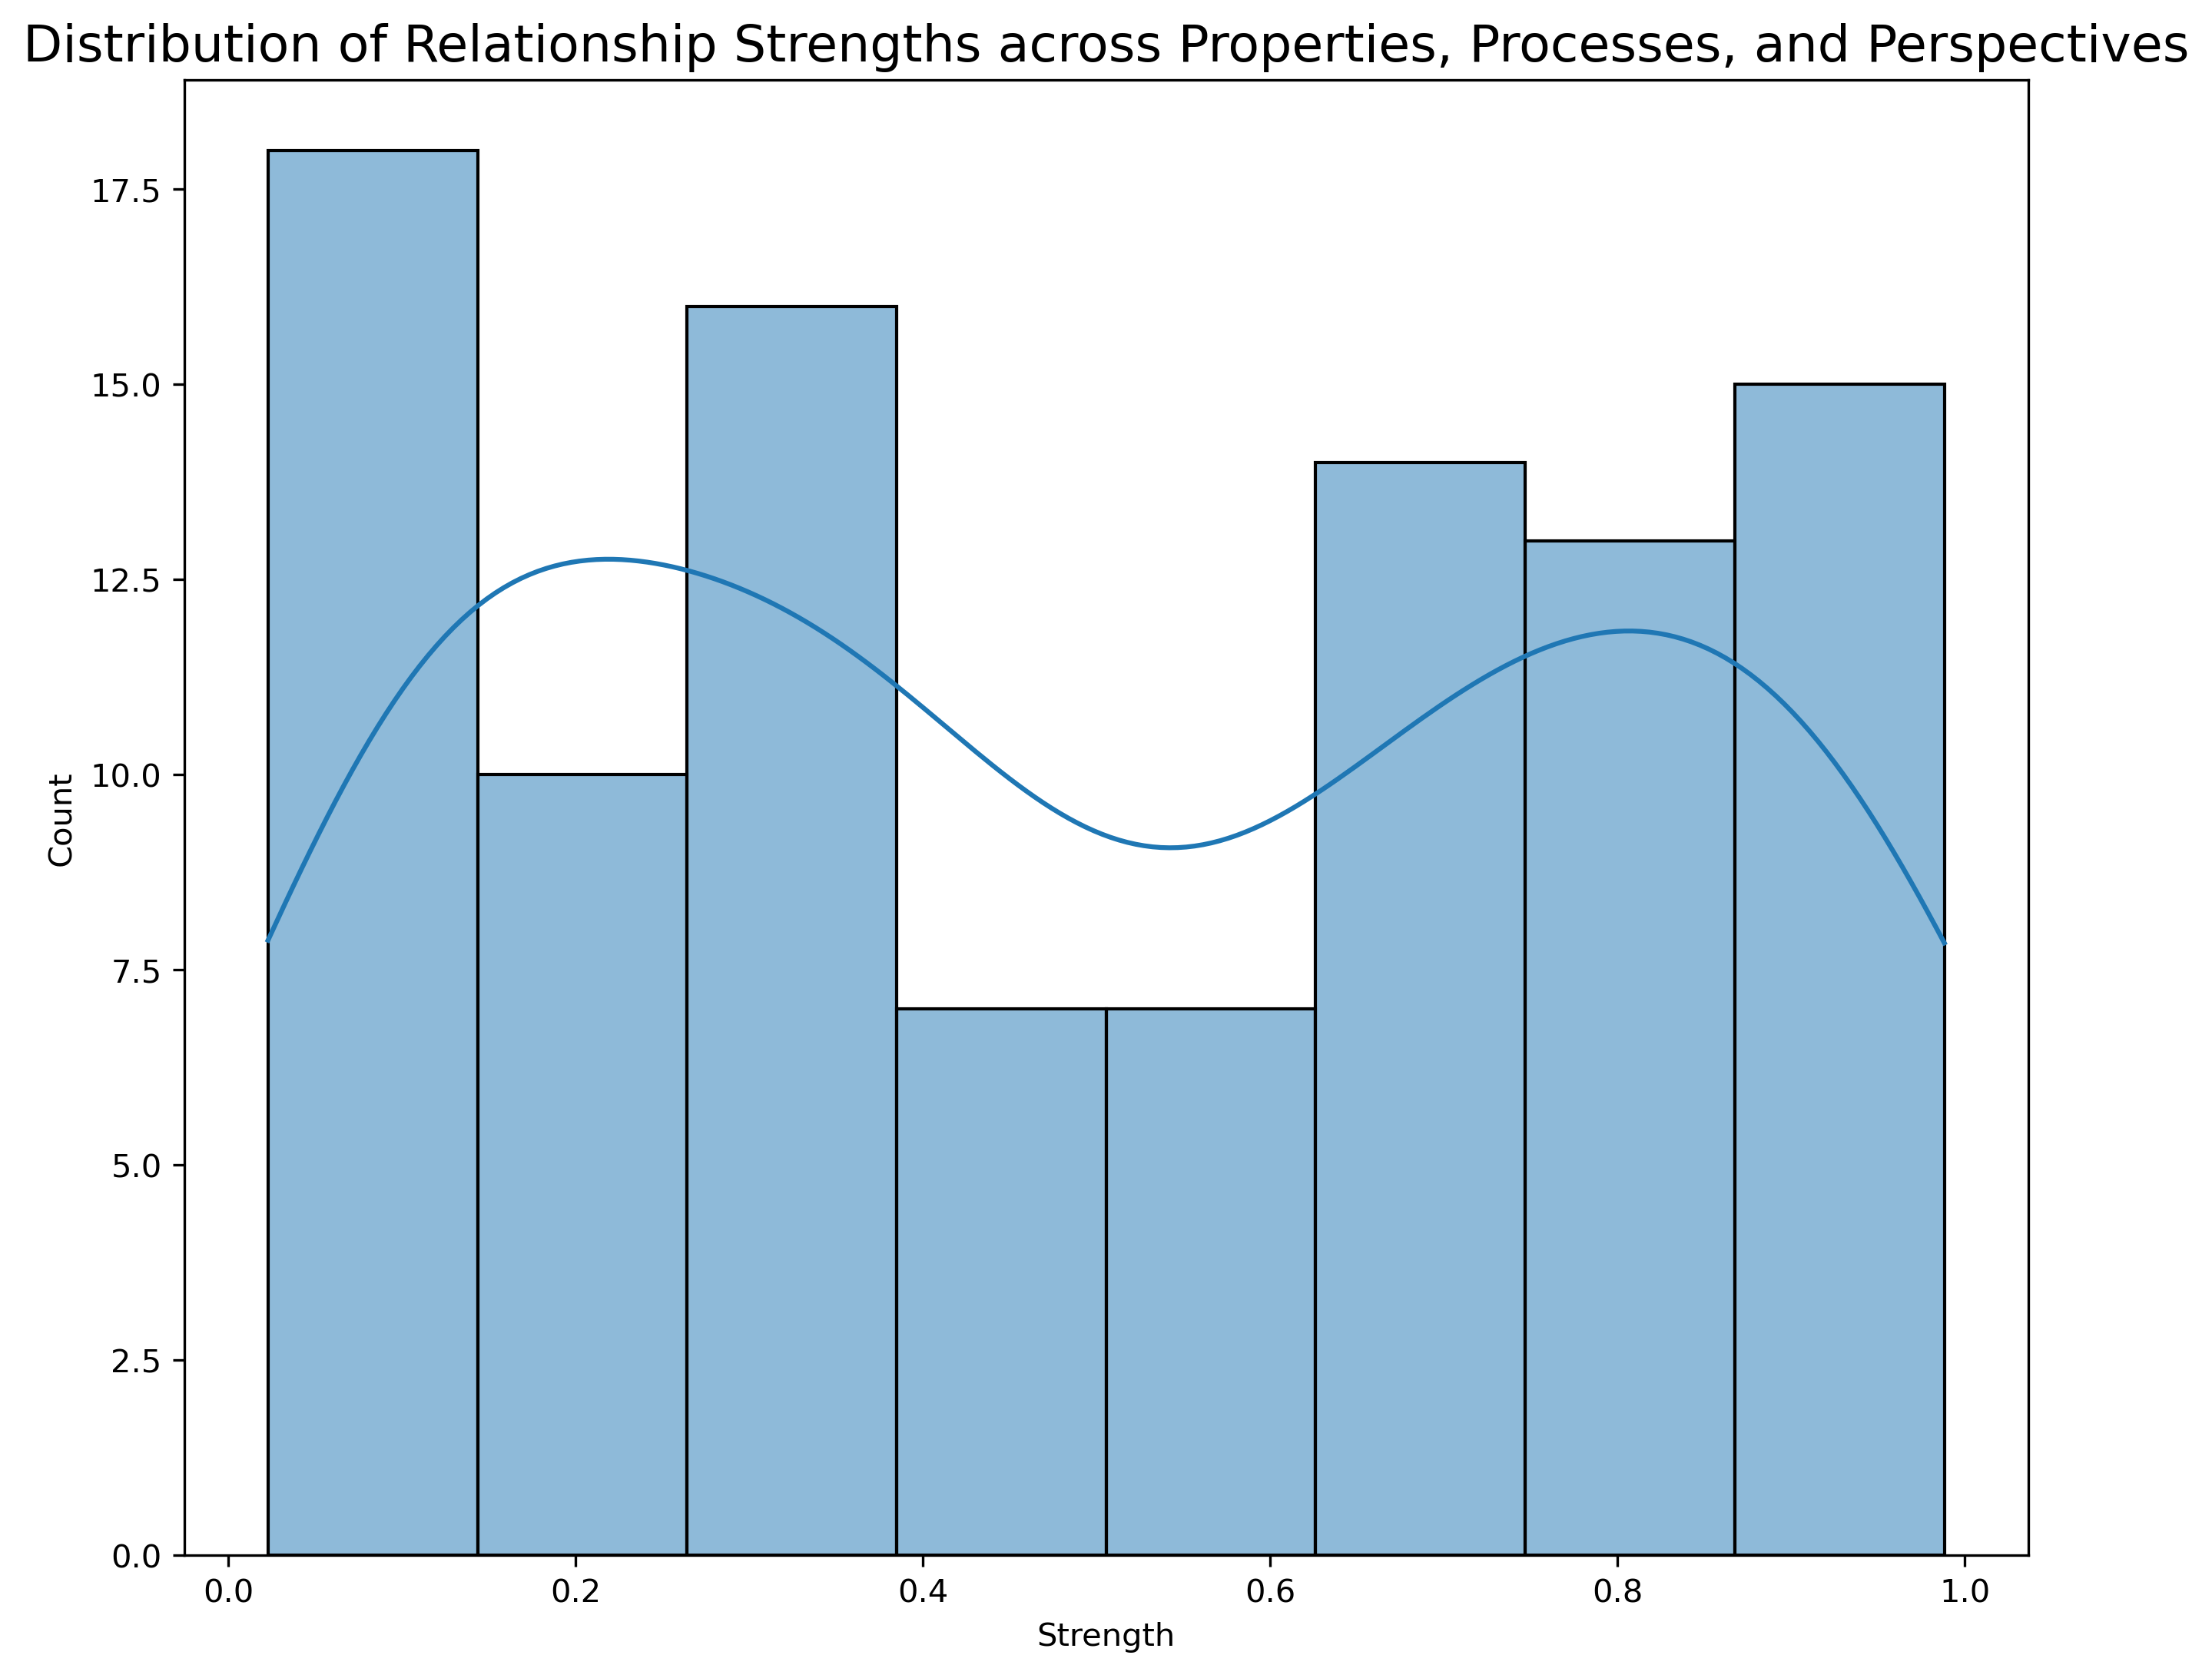 Distribution of Relationship Strengths across Properties, Processes, and Perspectives
17.5
15.0
12.5
10.0
7.5
5.0
2.5
0.0
Count
0.0 0.2 0.4 0.6 0.8 1.0
Strength